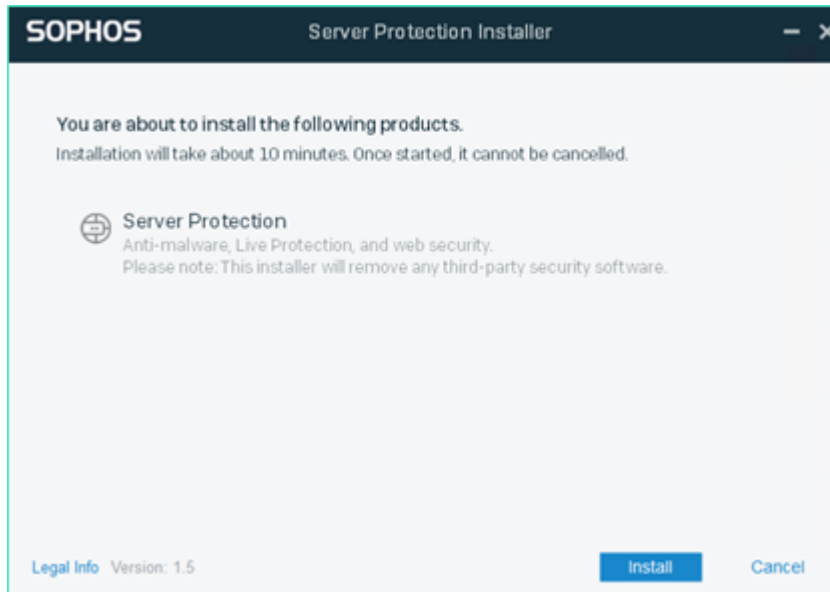 SOPHOS Server Protection Installer
You are about to install the following products.
Installation will take about 10 minutes. Once started, it cannot be cancelled.
Server Protection
Anti-malware, Live Protection, and web security.
Please note: This installer will remove any third-party security software.
Legal Info Version: 1.5 Install Cancel